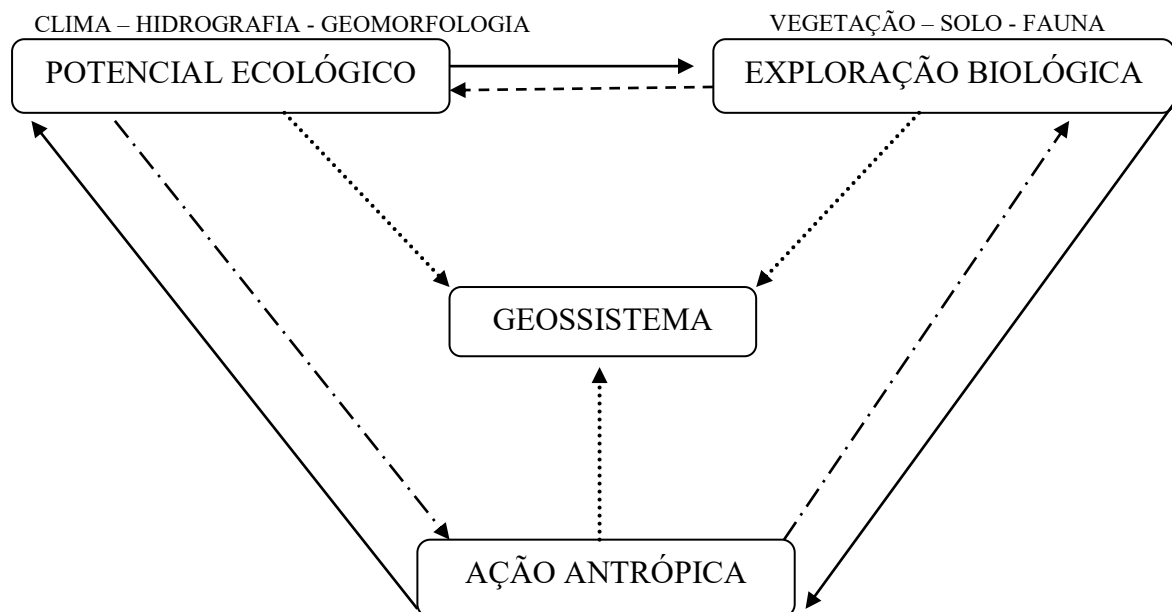 CLIMA – HIDROGRAFIA - GEOMORFOLOGIA
VEGETAÇÃO – SOLO - FAUNA
POTENCIAL ECOLÓGICO
EXPLORAÇÃO BIOLÓGICA
GEOSSISTEMA
AÇÃO ANTRÓPICA